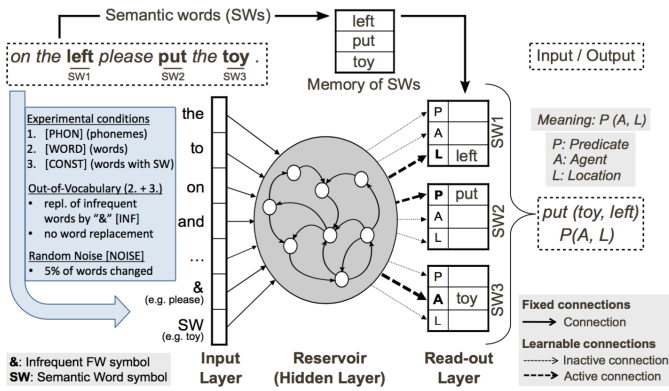 Semantic words (SWs)
left
put
toy
Memory of SWs
on the left please put the toy .
SW1 SW2 SW3
Input / Output
Experimental conditions
1. [PHON] (phonemes)
2. [WORD] (words)
3. [CONST] (words with SW)
Out-of-Vocabulary (2. + 3.)
• repl. of infrequent
words by "&" [INF]
• no word replacement
Random Noise [NOISE]
• 5% of words changed
the
to
on
and
...
&
(e.g. please)
SW
(e.g. toy)
Input
Layer
Reservoir
(Hidden Layer)
P
A
L left
SW1
P put
A
L
SW2
P
A toy
L
SW3
Read-out
Layer
Meaning: P (A, L)
P: Predicate
A: Agent
L: Location
put (toy, left)
P(A, L)
Fixed connections
Connection
Learnable connections
Inactive connection
Active connection
&: Infrequent FW symbol
SW: Semantic Word symbol